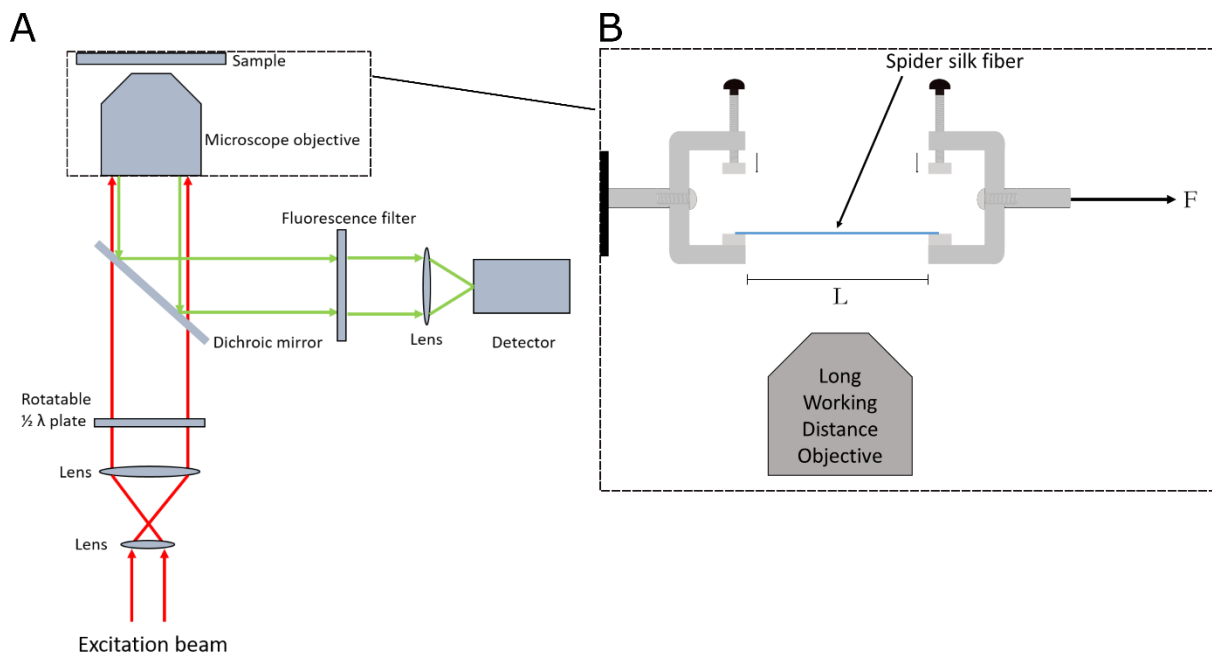 A
Sample
Microscope objective
Fluorescence filter
Dichroic mirror
Lens
Detector
Rotatable
½ λ plate
Lens
Lens
Excitation beam
B
Spider silk fiber
F
L
Long
Working
Distance
Objective